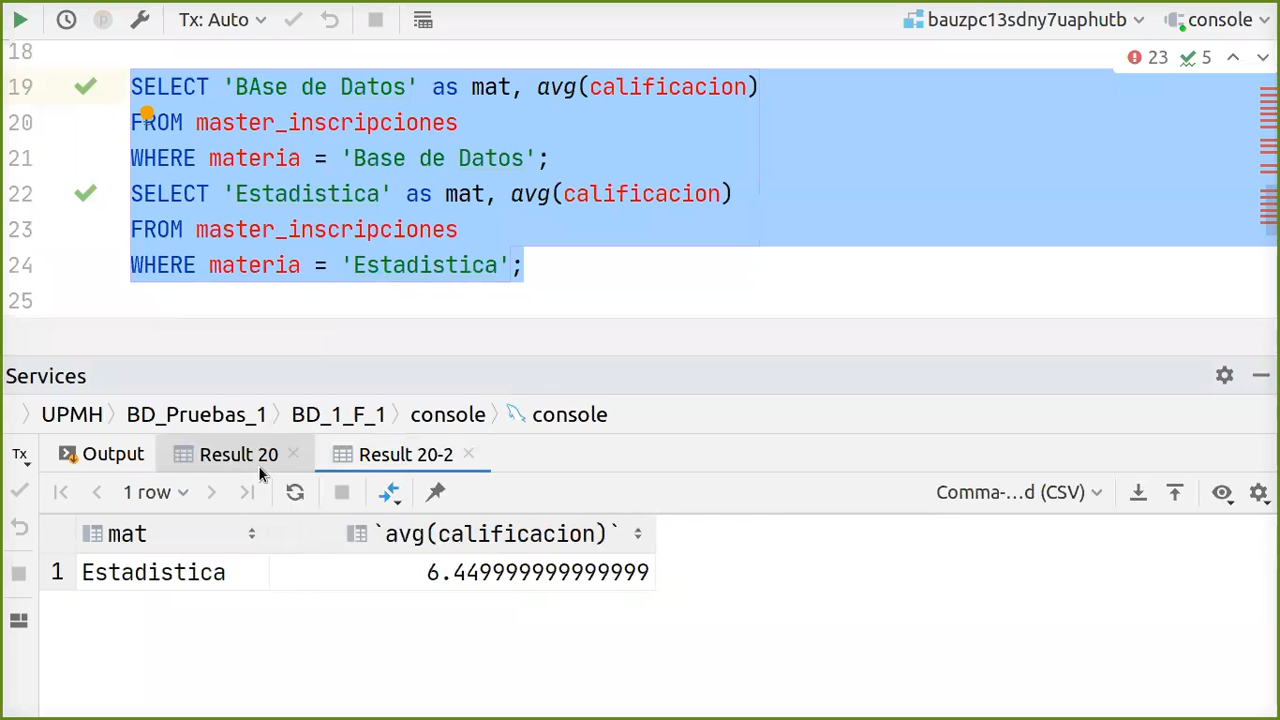 Tx: Auto bauzpc13sdny7uaphutb console
18
23 5
19 SELECT 'BAse de Datos' as mat, avg(calificacion)
20 FROM master_inscripciones
21 WHERE materia = 'Base de Datos';
22 SELECT 'Estadistica' as mat, avg(calificacion)
23 FROM master_inscripciones
24 WHERE materia = 'Estadistica';
25
Services
UPMH BD_Pruebas_1 BD_1_F_1 console console
Tx Output Result 20 Result 20-2
1 row Comma-...d (CSV)
mat `avg(calificacion)`
1 Estadistica 6.449999999999999